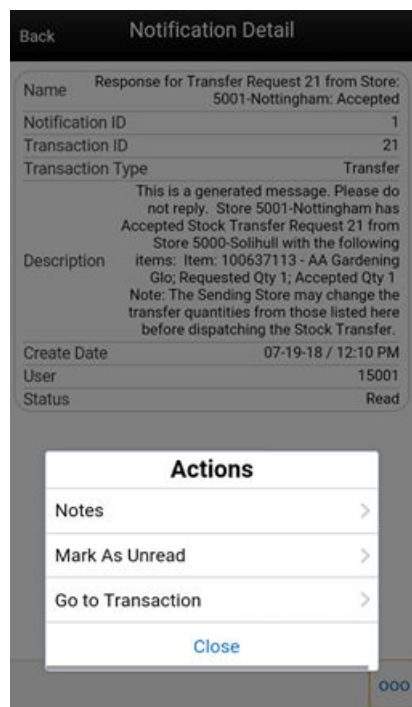 Back Notification Detail
Name Response for Transfer Request 21 from Store:
5001-Nottingham: Accepted
Notification ID 1
Transaction ID 21
Transaction Type Transfer
This is a generated message. Please do
not reply. Store 5001-Nottingham has
Accepted Stock Transfer Request 21 from
Store 5000-Solihull with the following
Description items: Item: 100637113 - AA Gardening
Glo; Requested Qty 1; Accepted Qty 1
Note: The Sending Store may change the
transfer quantities from those listed here
before dispatching the Stock Transfer.
Create Date 07-19-18 / 12:10 PM
User 15001
Status Read
Actions
Notes
Mark As Unread
Go to Transaction
Close
ooo